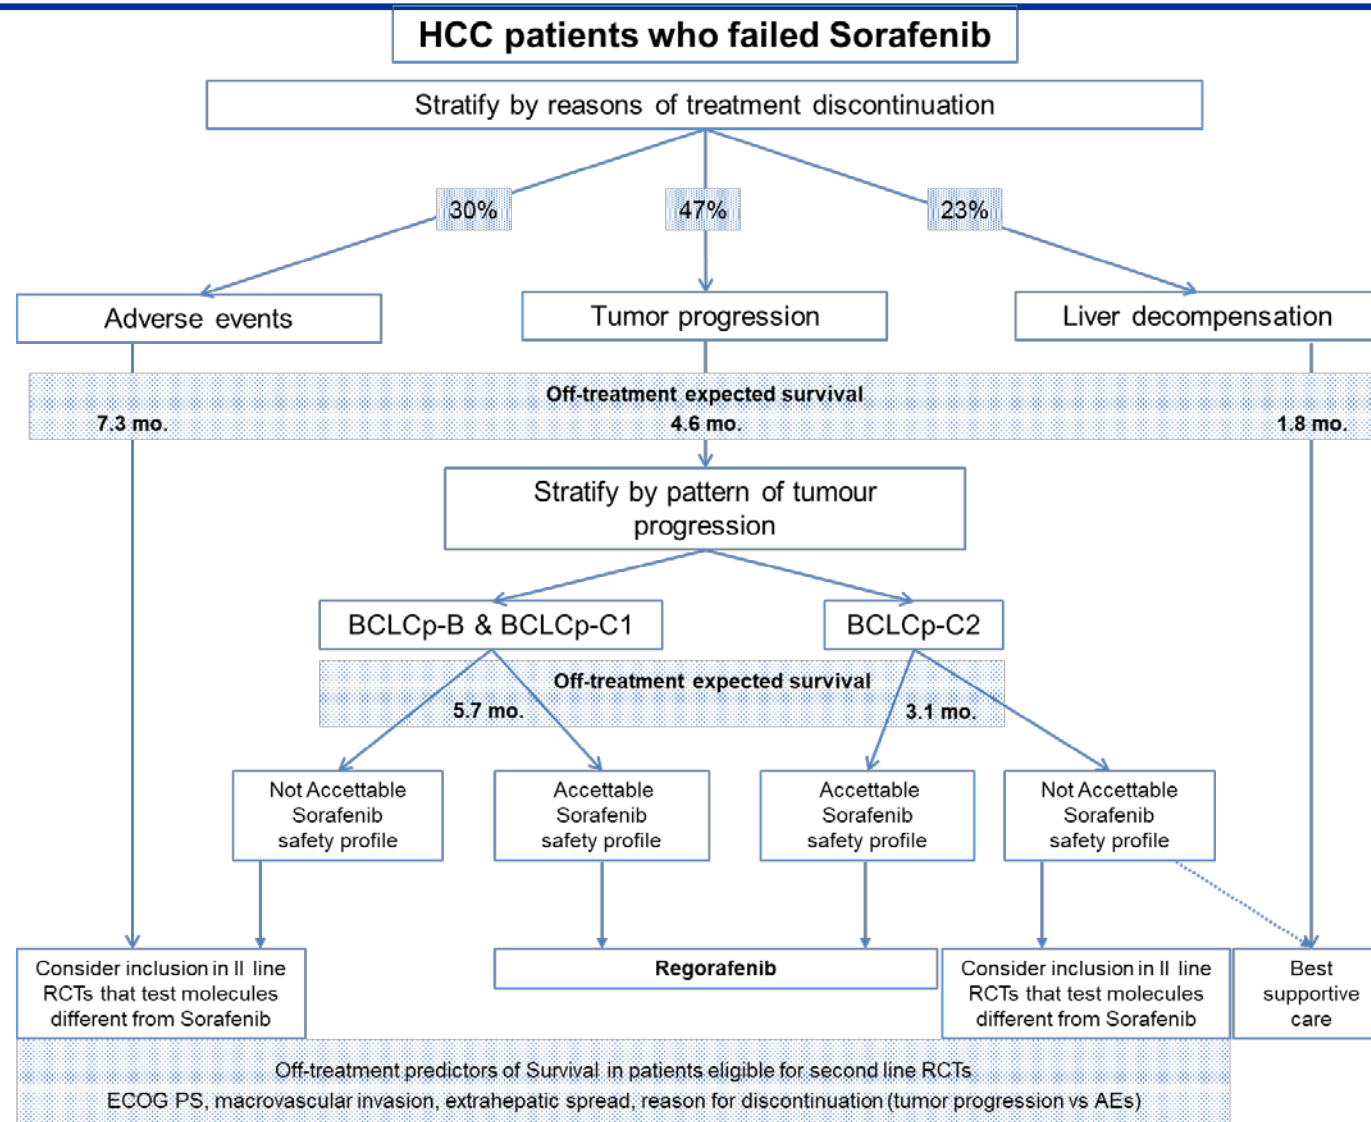 HCC patients who failed Sorafenib
Stratify by reasons of treatment discontinuation
30%
47%
23%
Adverse events
Tumor progression
Liver decompensation
Off-treatment expected survival
7.3 mo.
4.6 mo.
1.8 mo.
Stratify by pattern of tumour
progression
BCLCp-B & BCLCp-C1
BCLCp-C2
Off-treatment expected survival
5.7 mo.
3.1 mo.
Not Accettable
Sorafenib
safety profile
Accettable
Sorafenib
safety profile
Accettable
Sorafenib
safety profile
Not Accettable
Sorafenib
safety profile
Consider inclusion in II line
RCTs that test molecules
different from Sorafenib
Regorafenib
Consider inclusion in II line
RCTs that test molecules
different from Sorafenib
Best
supportive
care
Off-treatment predictors of Survival in patients eligible for second line RCTs
ECOG PS, macrovascular invasion, extrahepatic spread, reason for discontinuation (tumor progression vs AEs)